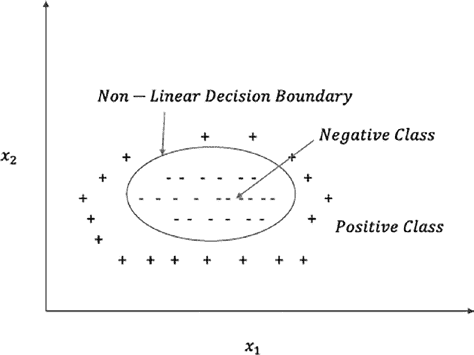 Non − Linear Decision Boundary
Negative Class
x₂
Positive Class
x₁